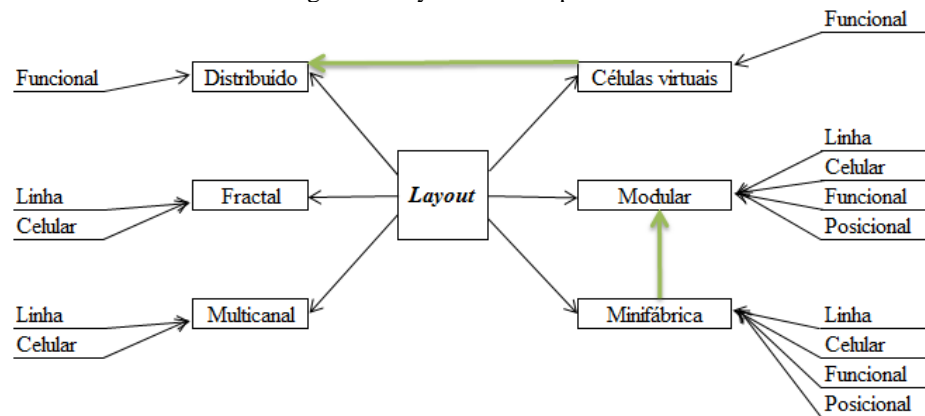 Funcional
Distribuido
Células virtuais
Funcional
Linha
Celular
Fractal
Layout
Modular
Linha
Celular
Funcional
Posicional
Linha
Celular
Multicanal
Minifábrica
Linha
Celular
Funcional
Posicional